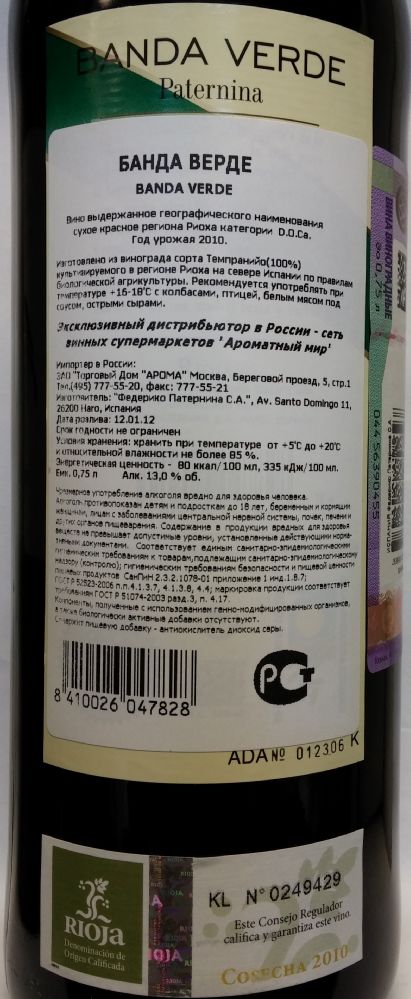 BANDA VERDE
Paternina
БАНДА ВЕРДЕ
BANDA VERDE
Вино выдержанное географического наименования
сухое красное региона Риоха категории D.O.Ca.
Год урожая 2010.
Изготовлено из винограда сорта Темпранийо(100%)
культивируемого в регионе Риоха на севере Испании по правилам
биологической агрикультуры. Рекомендуется употреблять при
температуре +16-18°C с колбасами, птицей, белым мясом под
соусом, острыми сырами.
Эксклюзивный дистрибьютор в России - сеть
винных супермаркетов 'Ароматный мир'
Импортер в России:
ЗАО "Торговый Дом "АРОМА" Москва, Береговой проезд, 5, стр.1
Тел.(495) 777-55-20, факс: 777-55-21
Изготовитель: "Федерико Патернина С.А.", Av. Santo Domingo 11,
26200 Haro, Испания
Дата розлива: 12.01.12
Срок годности не ограничен
Условия хранения: хранить при температуре от +5°C до +20°C
и относительной влажности не более 85 %.
Энергетическая ценность - 80 ккал/100 мл, 335 кДж/100 мл.
Емк. 0,75 л Алк. 13,0 % об.
Чрезмерное употребление алкоголя вредно для здоровья человека.
Алкоголь противопоказан детям и подросткам до 18 лет, беременным и кормящим
женщинам, лицам с заболеваниями центральной нервной системы, почек, печени и
других органов пищеварения. Содержание в продукции вредных для здоровья
веществ не превышает допустимые уровни, установленные действующими норма-
тивными документами. Соответствует единым санитарно-эпидемиологическим
гигиеническим требованиям к товарам,подлежащим санитарно-эпидемиологическому
надзору (контролю); гигиеническим требованиям безопасности и пищевой ценности
пищевых продуктов СанПиН 2.3.2.1078-01 приложение 1 инд.1.8.7;
ГОСТ Р 52523-2006 п.п.4.1.3.7, 4.1.3.8, 4.4; маркировка продукции соответствует
требованиям ГОСТ Р 51074-2003 разд.3, п. 4.17.
Компоненты, полученные с использованием генно-модифицированных организмов,
а также биологически активные добавки отсутствуют.
Содержит пищевую добавку - антиокислитель диоксид серы.
8 410026 047828
РСТ
ADA Nº 012306 K
ВИНА ВИНОГРАДНЫЕ
до 0,75 л
RIOJA
Denominación de
Origen Calificada
RIOJA
KL N° 0249429
Este Consejo Regulador
califica y garantiza este vino.
COSECHA 2010